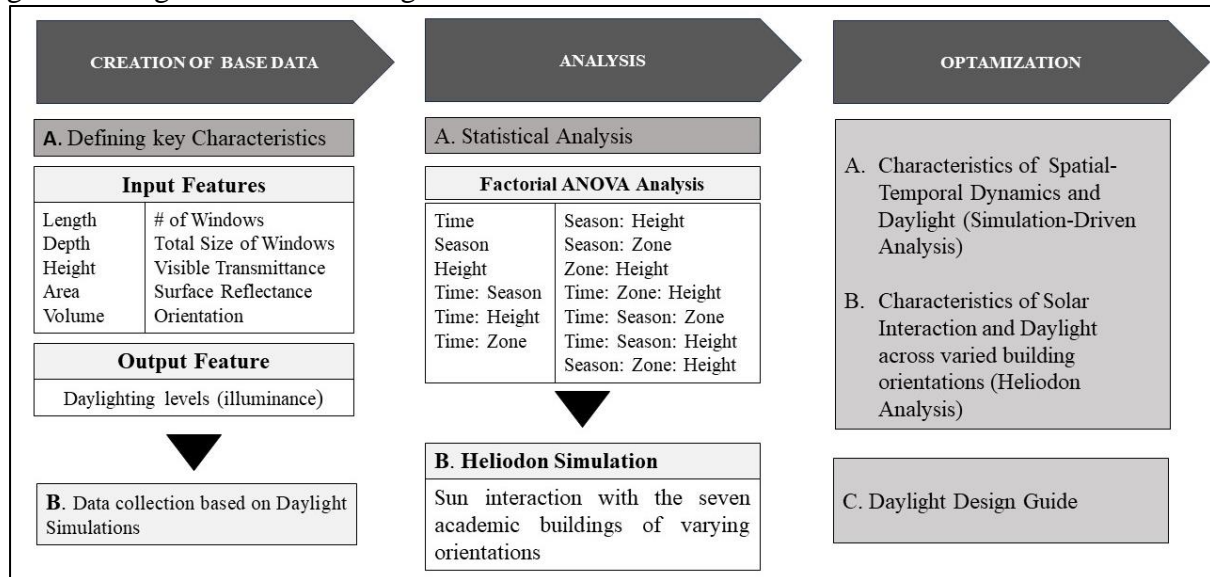 CREATION OF BASE DATA
A. Defining key Characteristics
Input Features
Length
Depth
Height
Area
Volume
# of Windows
Total Size of Windows
Visible Transmittance
Surface Reflectance
Orientation
Output Feature
Daylighting levels (illuminance)
B. Data collection based on Daylight
Simulations
ANALYSIS
A. Statistical Analysis
Factorial ANOVA Analysis
Time
Season
Height
Time: Season
Time: Height
Time: Zone
Season: Height
Season: Zone
Zone: Height
Time: Zone: Height
Time: Season: Zone
Time: Season: Height
Season: Zone: Height
B. Heliodon Simulation
Sun interaction with the seven
academic buildings of varying
orientations
OPTAMIZATION
A. Characteristics of Spatial-
Temporal Dynamics and
Daylight (Simulation-Driven
Analysis)
B. Characteristics of Solar
Interaction and Daylight
across varied building
orientations (Heliodon
Analysis)
C. Daylight Design Guide